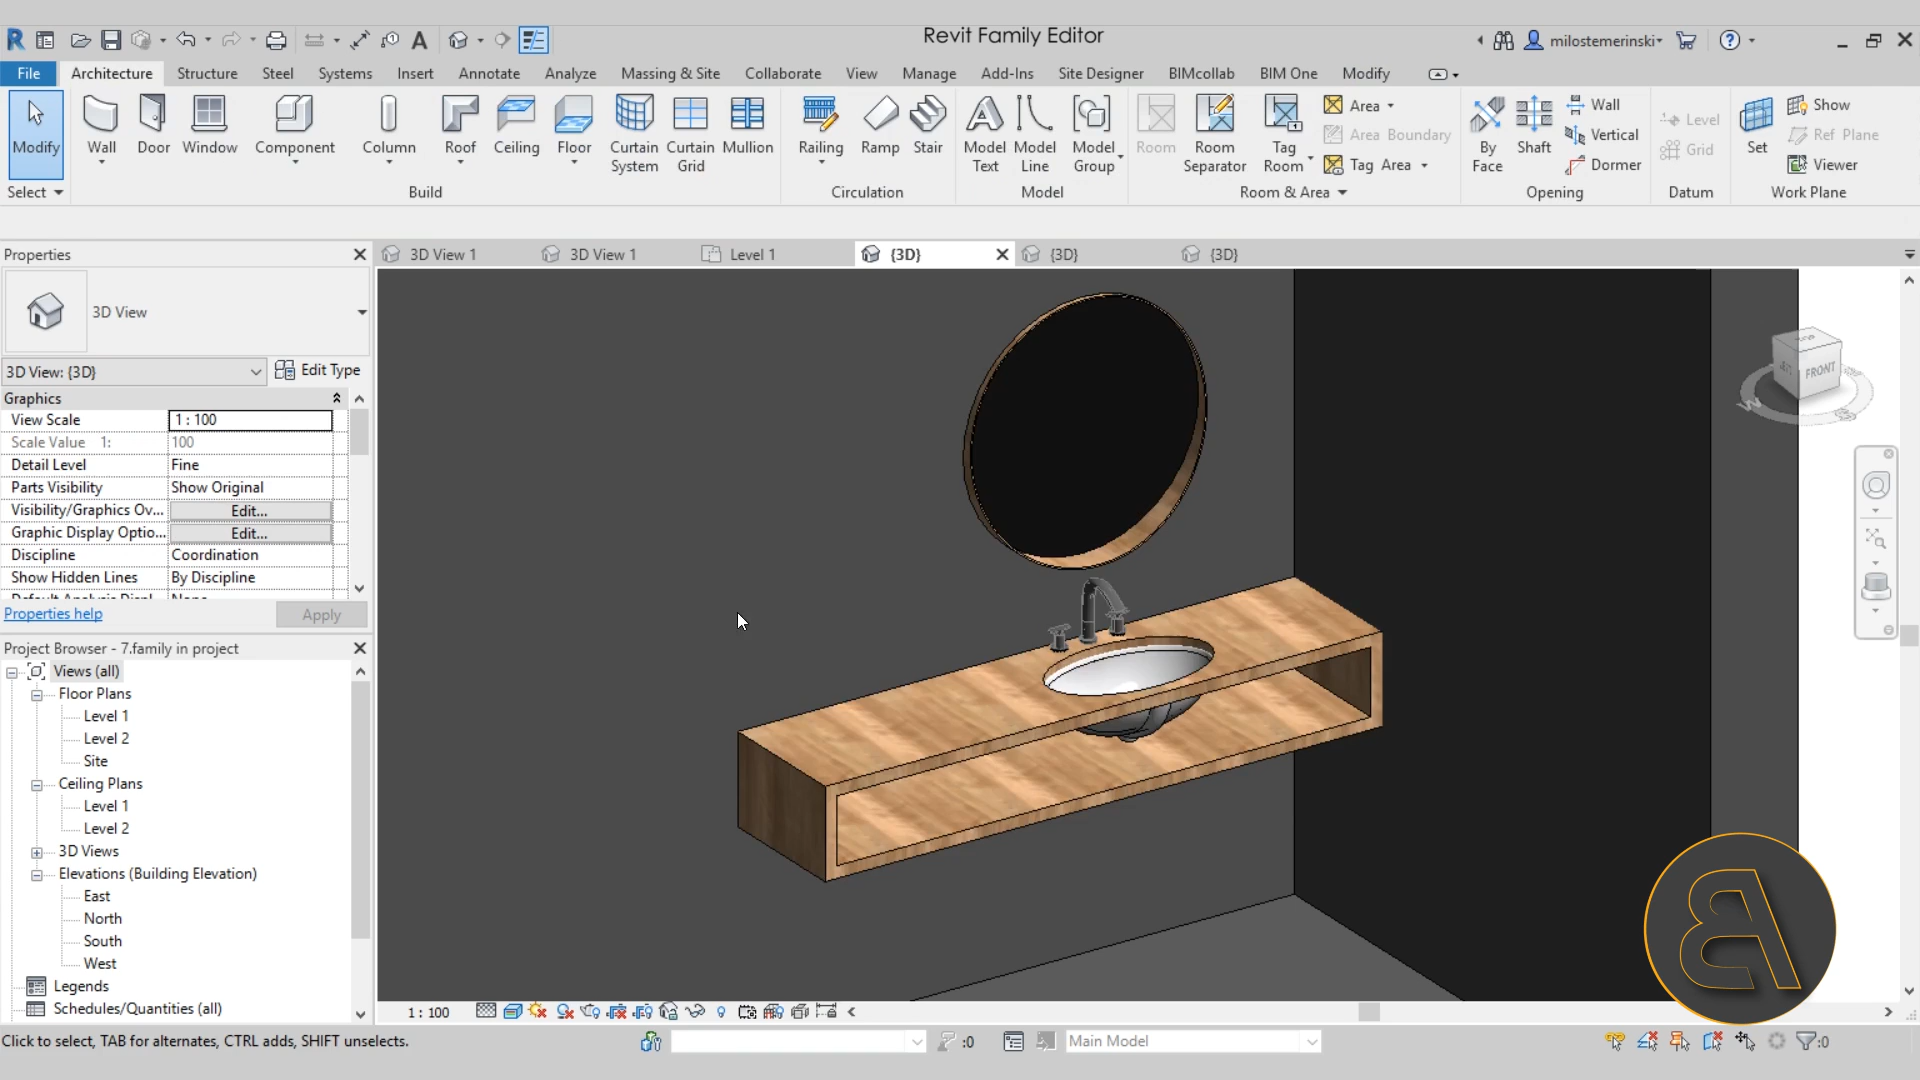 Revit Family Editor
milostemerinski
File Architecture Structure Steel Systems Insert Annotate Analyze Massing & Site Collaborate View Manage Add-Ins Site Designer BIMcollab BIM One Modify
Modify
Wall
Door
Window
Component
Column
Roof
Ceiling
Floor
Curtain System
Curtain Grid
Mullion
Railing
Ramp
Stair
Model Text
Model Line
Model Group
Room
Room Separator
Tag Room
Area
Area Boundary
Tag Area
By Face
Shaft
Wall
Vertical
Dormer
Level
Grid
Set
Show
Ref Plane
Viewer
Select Build Circulation Model Room & Area Opening Datum Work Plane
Properties
3D View 1 3D View 1 Level 1 {3D} {3D} {3D}
3D View
3D View: {3D} Edit Type
Graphics
View Scale 1 : 100
Scale Value 1: 100
Detail Level Fine
Parts Visibility Show Original
Visibility/Graphics Ov... Edit...
Graphic Display Optio... Edit...
Discipline Coordination
Show Hidden Lines By Discipline
Properties help Apply
Project Browser - 7.family in project
Views (all)
Floor Plans
Level 1
Level 2
Site
Ceiling Plans
Level 1
Level 2
3D Views
Elevations (Building Elevation)
East
North
South
West
Legends
Schedules/Quantities (all)
TOP
FRONT
W
1 : 100
Click to select, TAB for alternates, CTRL adds, SHIFT unselects.
:0
Main Model
:0